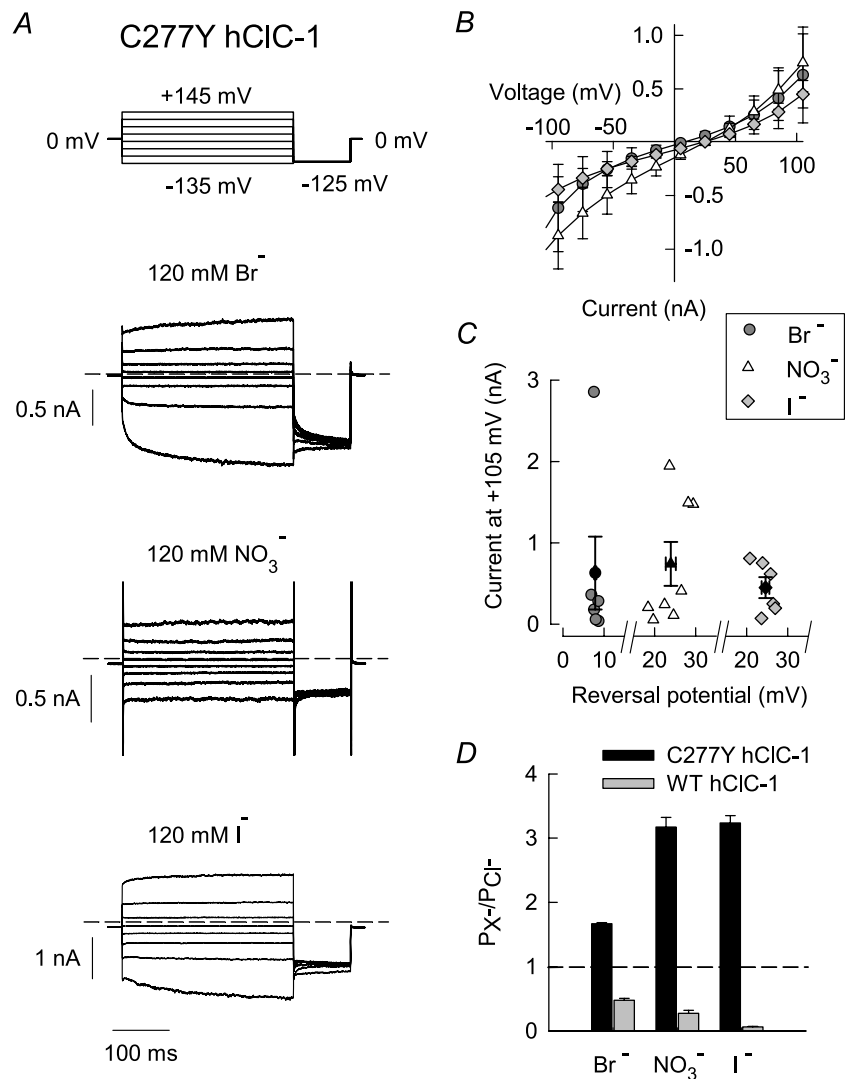 A
C277Y hClC-1
+145 mV
0 mV
0 mV
-135 mV
-125 mV
120 mM Br⁻
0.5 nA
120 mM NO₃⁻
0.5 nA
120 mM I⁻
1 nA
100 ms
B
1.0
Voltage (mV)
0.5
-100
-50
50
100
-0.5
-1.0
Current (nA)
Br⁻
NO₃⁻
I⁻
C
3
2
1
0
Current at +105 mV (nA)
0
10
20
30
20
30
Reversal potential (mV)
D
C277Y hClC-1
WT hClC-1
4
3
2
1
0
Px-/PCl-
Br⁻
NO₃⁻
I⁻